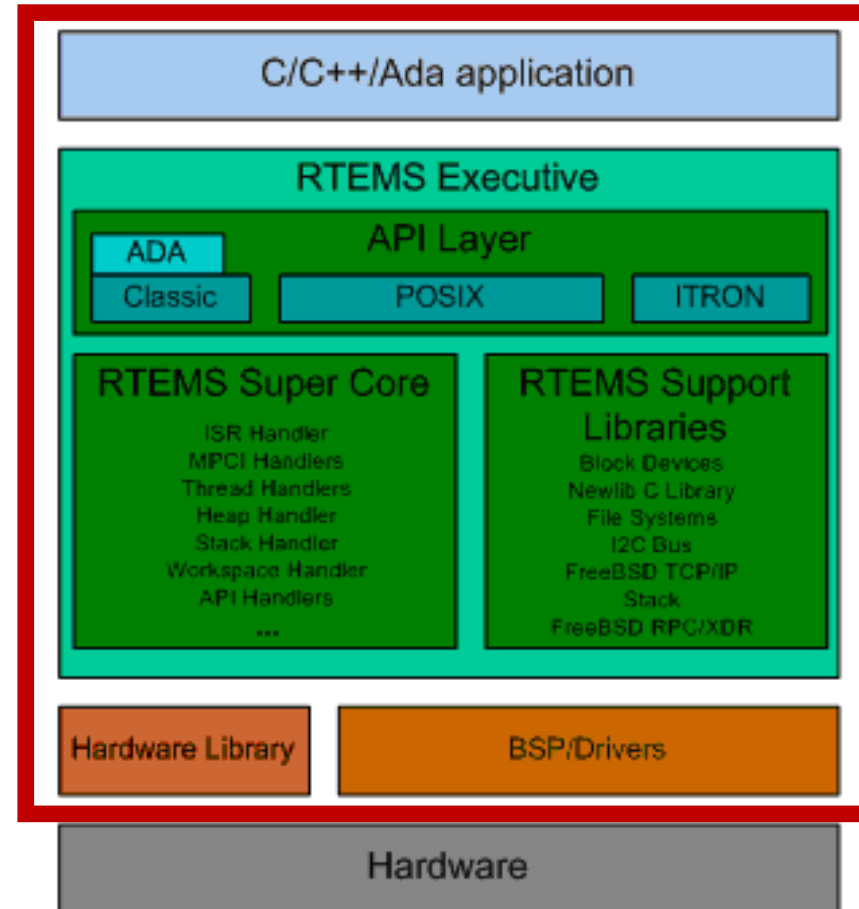 C/C++/Ada application
RTEMS Executive
API Layer
ADA
Classic
POSIX
ITRON
RTEMS Super Core
ISR Handler
MPCI Handlers
Thread Handlers
Heap Handler
Stack Handler
Workspace Handler
API Handlers
...
RTEMS Support
Libraries
Block Devices
Newlib C Library
File Systems
I2C Bus
FreeBSD TCP/IP
Stack
FreeBSD RPC/XDR
Hardware Library
BSP/Drivers
Hardware